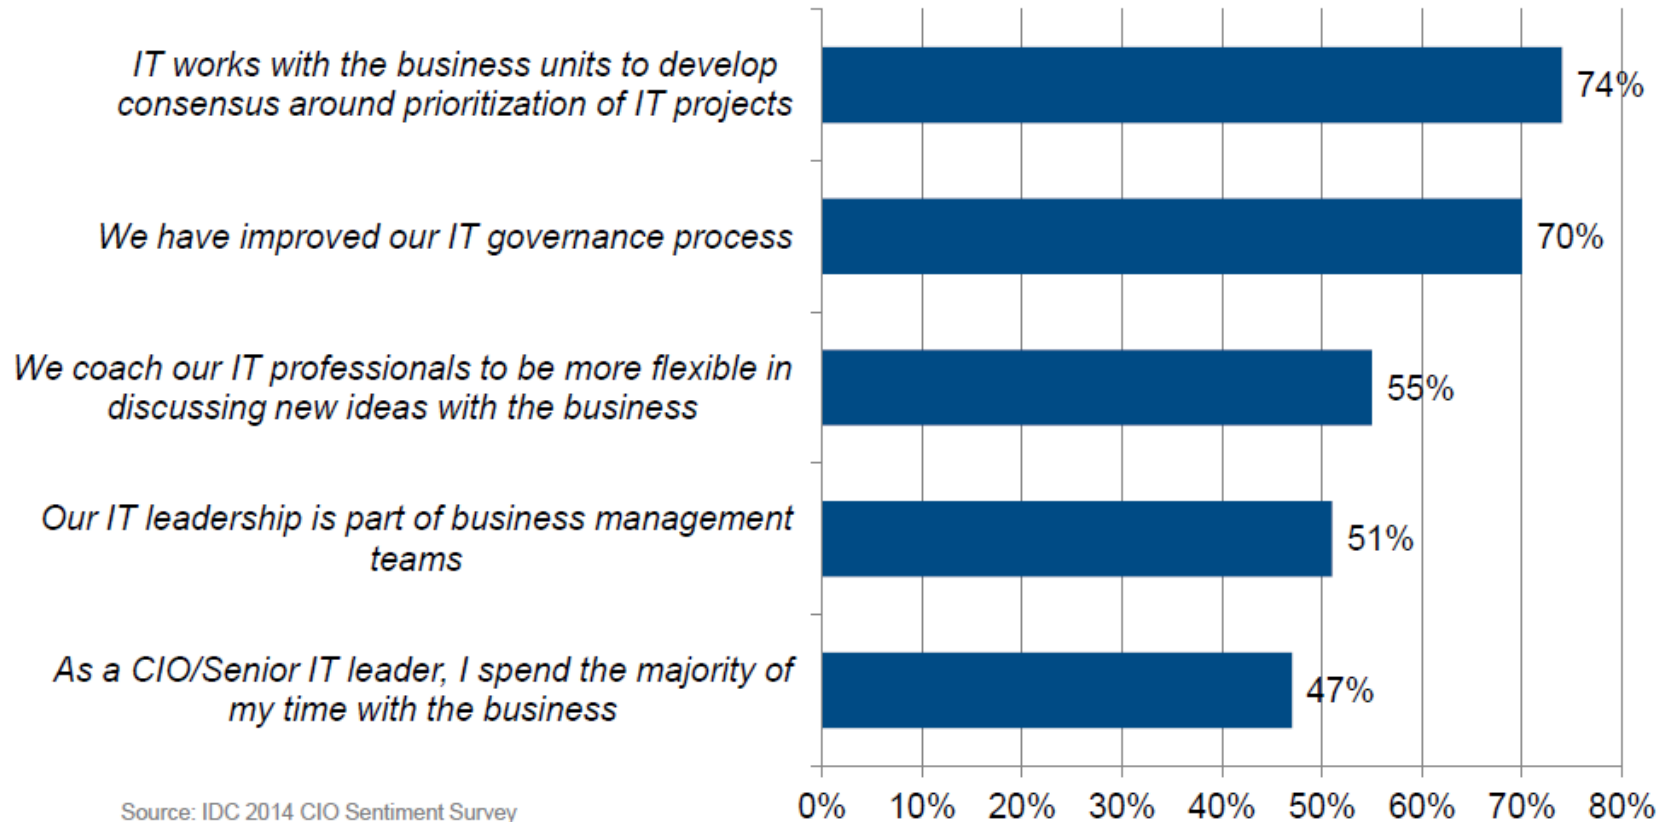 IT works with the business units to develop
consensus around prioritization of IT projects
74%
We have improved our IT governance process
70%
We coach our IT professionals to be more flexible in
discussing new ideas with the business
55%
Our IT leadership is part of business management
teams
51%
As a CIO/Senior IT leader, I spend the majority of
my time with the business
47%
0% 10% 20% 30% 40% 50% 60% 70% 80%
Source: IDC 2014 CIO Sentiment Survey